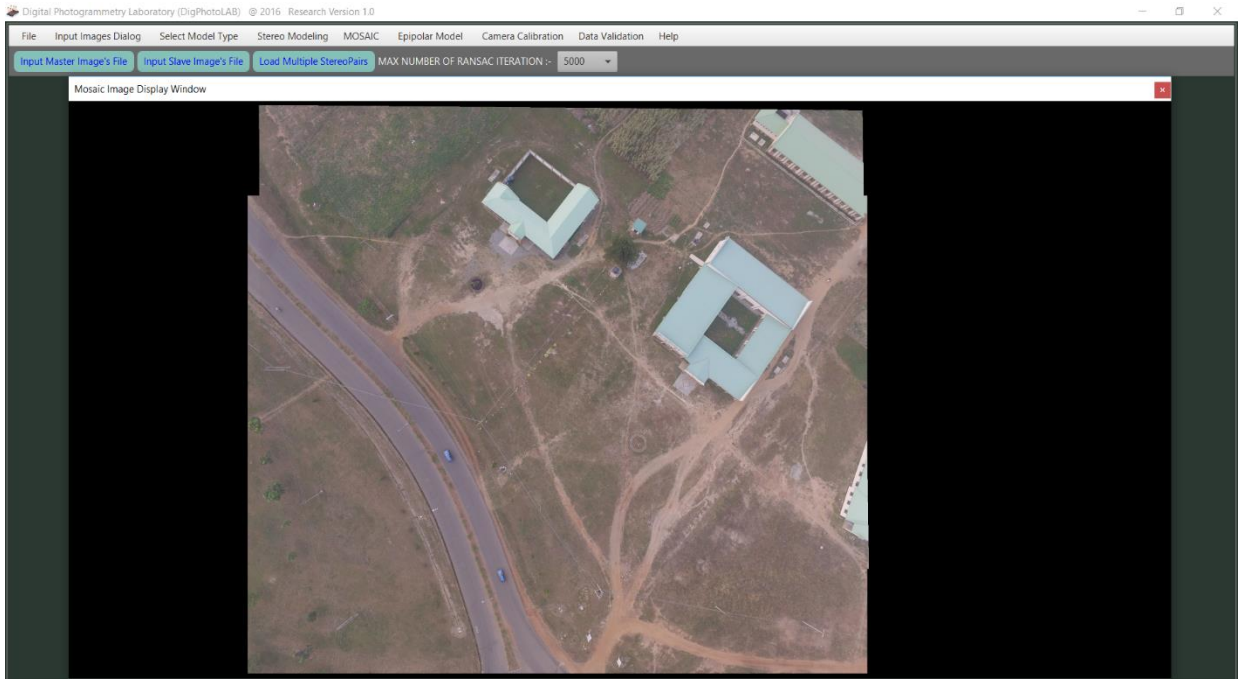 Digital Photogrammetry Laboratory (DigPhotoLAB) @ 2016 Research Version 1.0
File Input Images Dialog Select Model Type Stereo Modeling MOSAIC Epipolar Model Camera Calibration Data Validation Help
Input Master Image's File Input Slave Image's File Load Multiple StereoPairs MAX NUMBER OF RANSAC ITERATION :- 5000
Mosaic Image Display Window